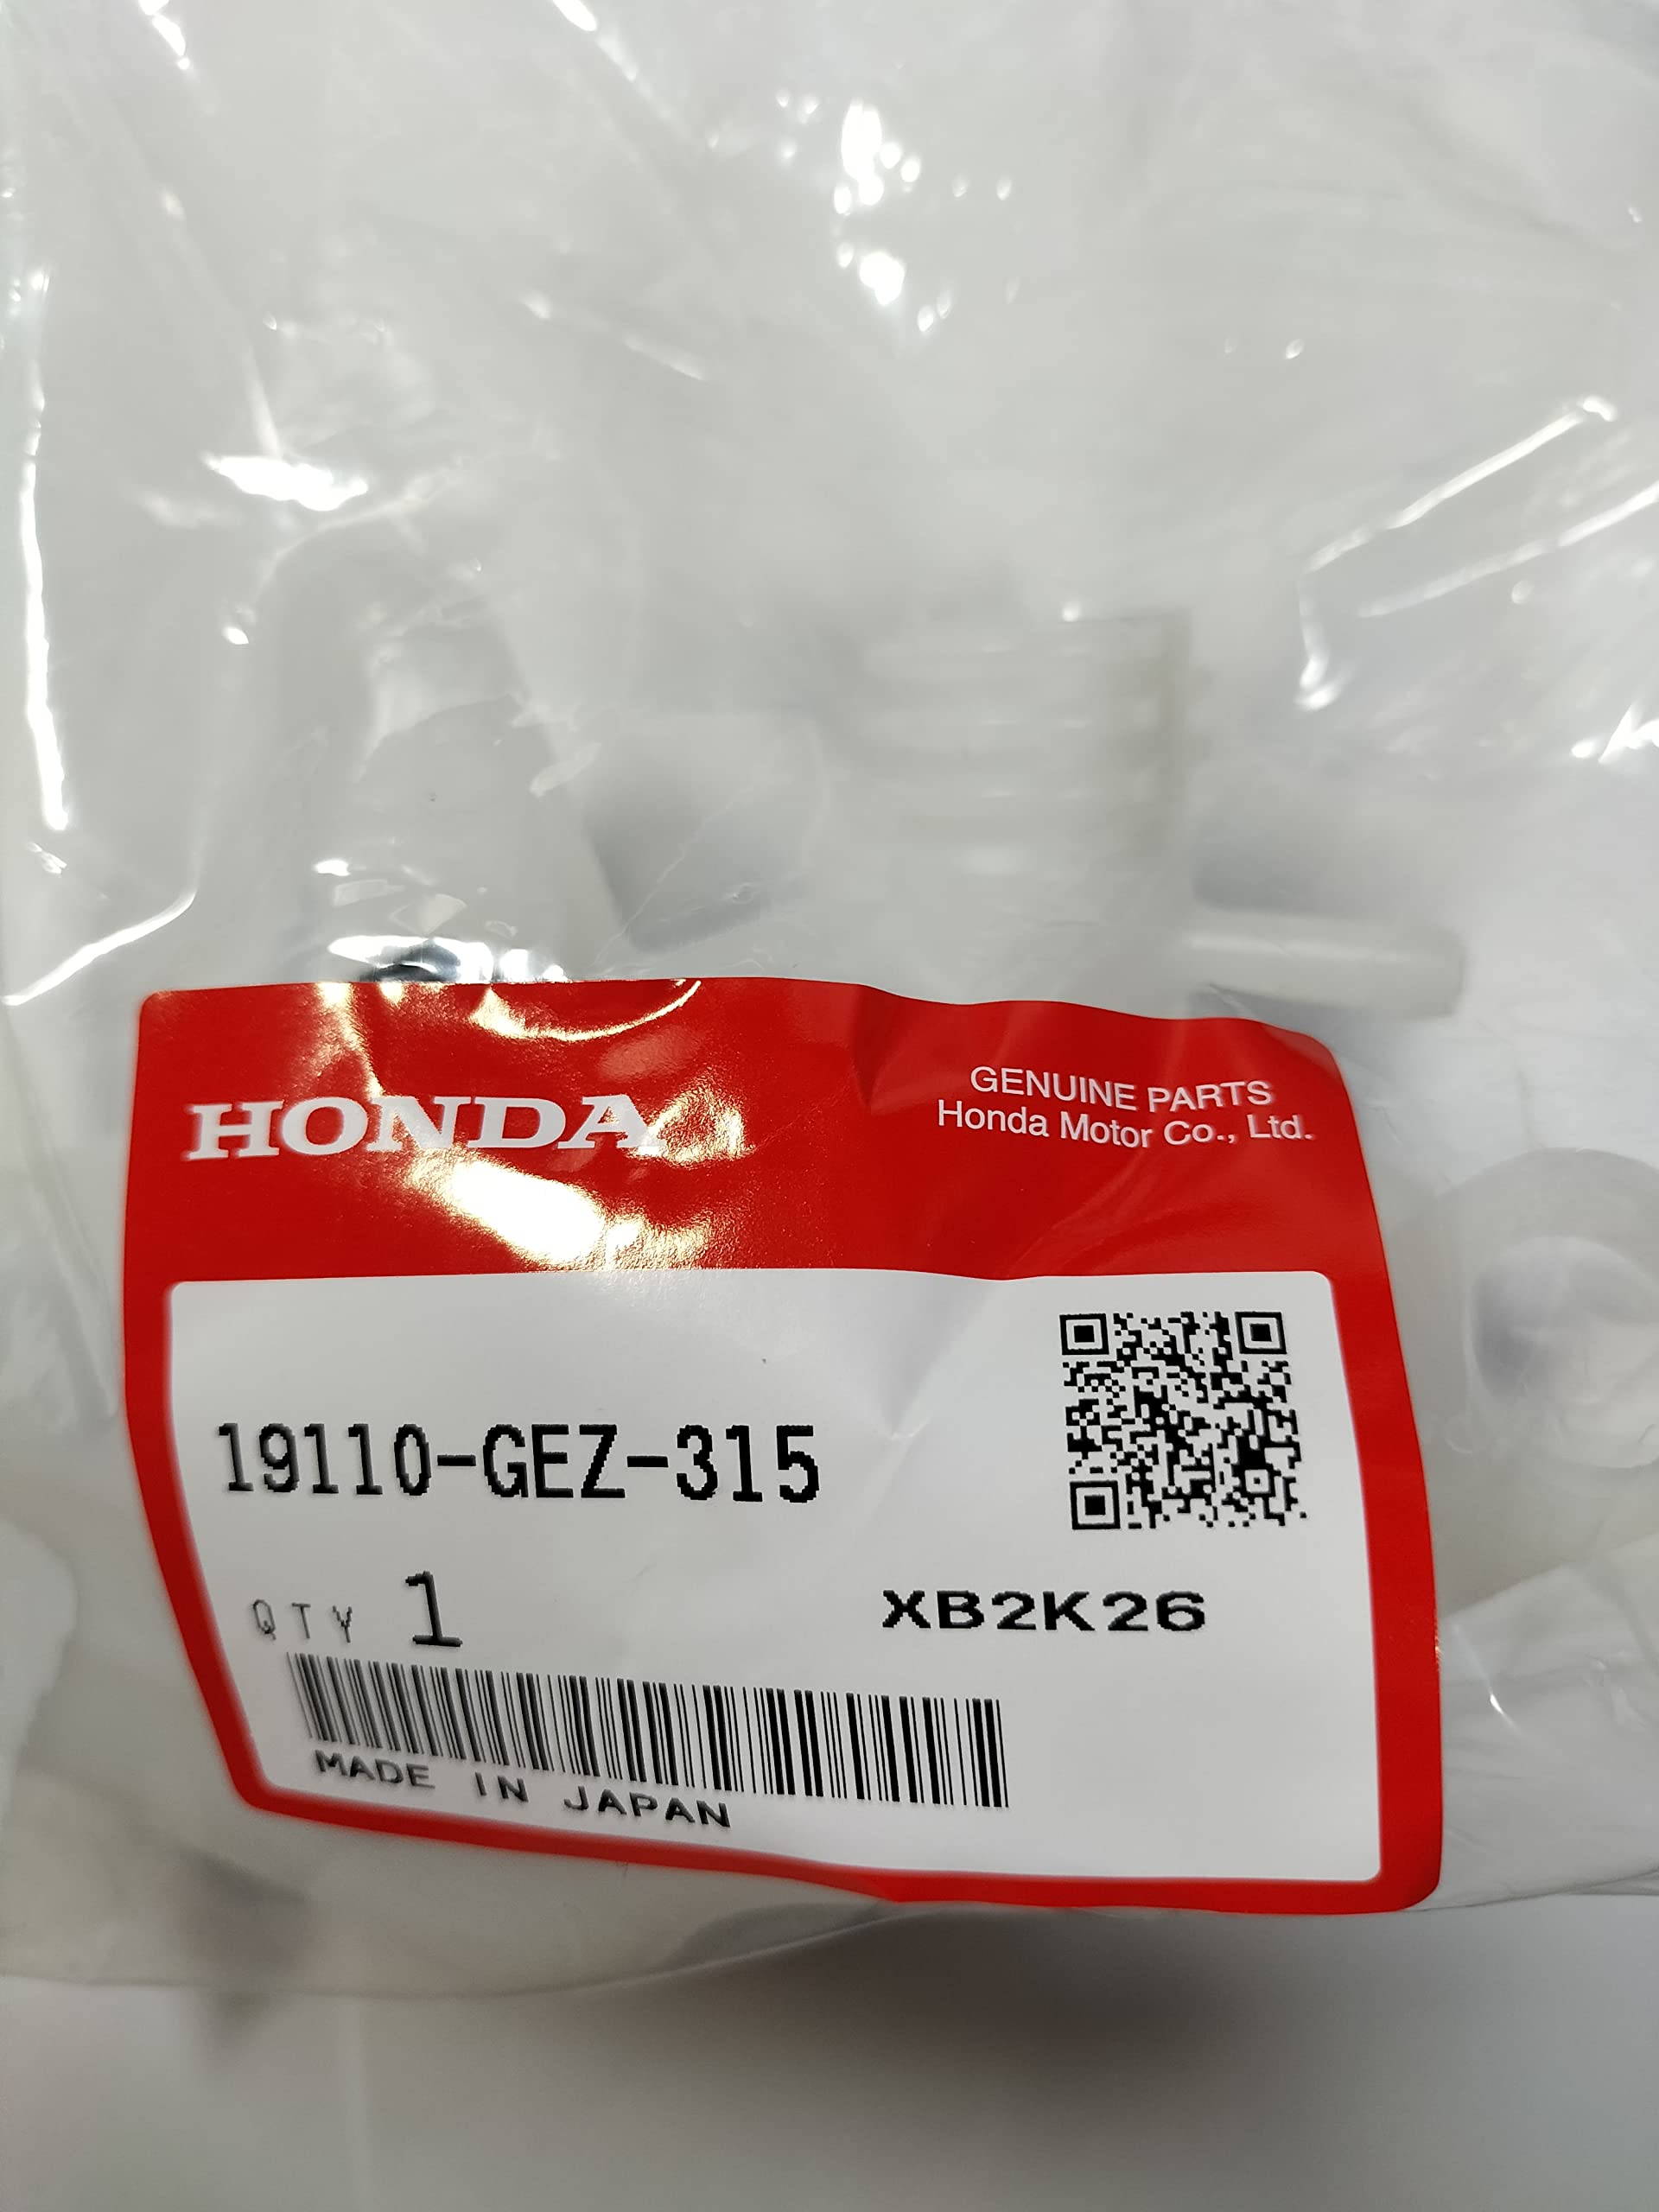 HONDA
GENUINE PARTS
Honda Motor Co., Ltd.
19110-GEZ-315
QTY 1
XB2K26
MADE IN JAPAN